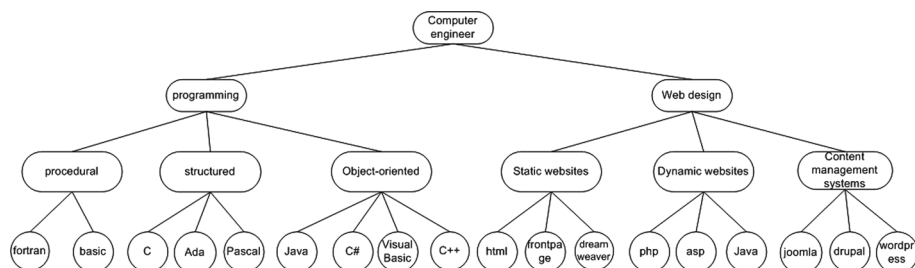 Computer
engineer
programming
Web design
procedural
structured
Object-oriented
Static websites
Dynamic websites
Content
management
systems
fortran
basic
C
Ada
Pascal
Java
C#
Visual
Basic
C++
html
frontpa
ge
dream
weaver
php
asp
Java
joomla
drupal
wordpr
ess